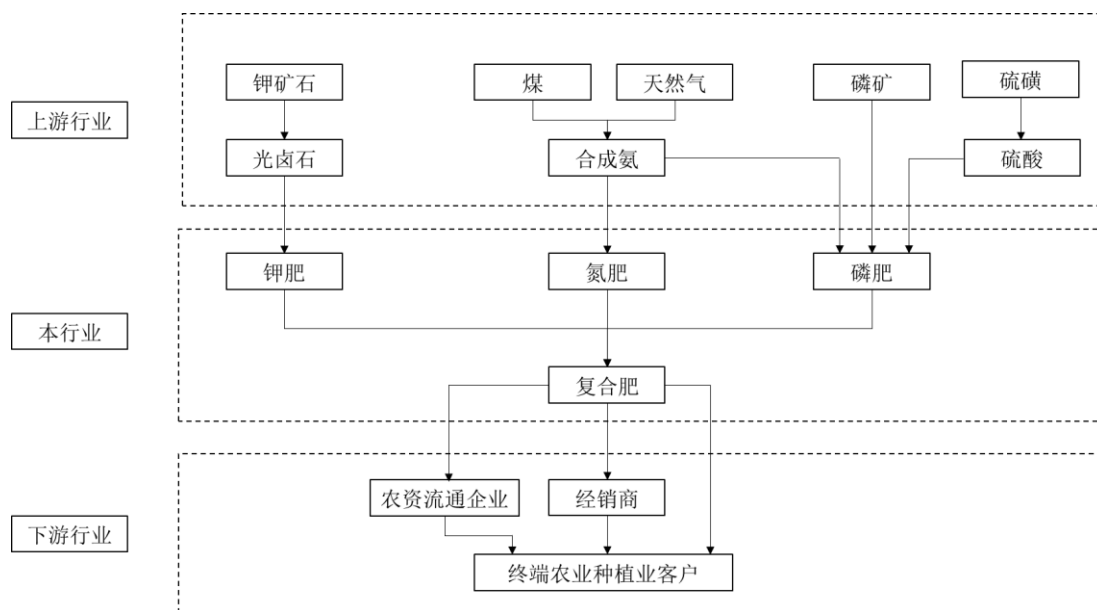 钾矿石
煤
天然气
磷矿
硫磺
上游行业
光卤石
合成氨
硫酸
钾肥
氮肥
磷肥
本行业
复合肥
农资流通企业
经销商
下游行业
终端农业种植业客户